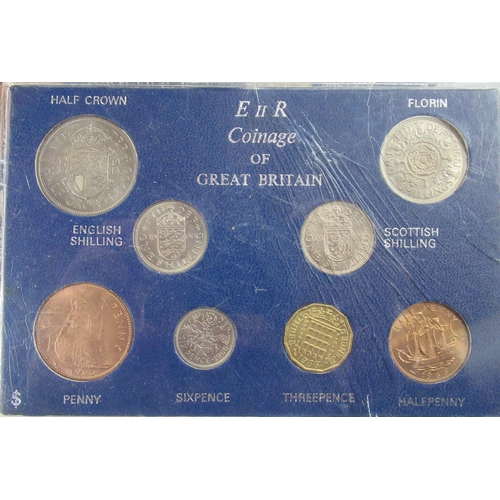 HALF CROWN
E II R
Coinage
OF
GREAT BRITAIN
FLORIN
ENGLISH
SHILLING
SCOTTISH
SHILLING
PENNY
SIXPENCE
THREEPENCE
HALFPENNY
$